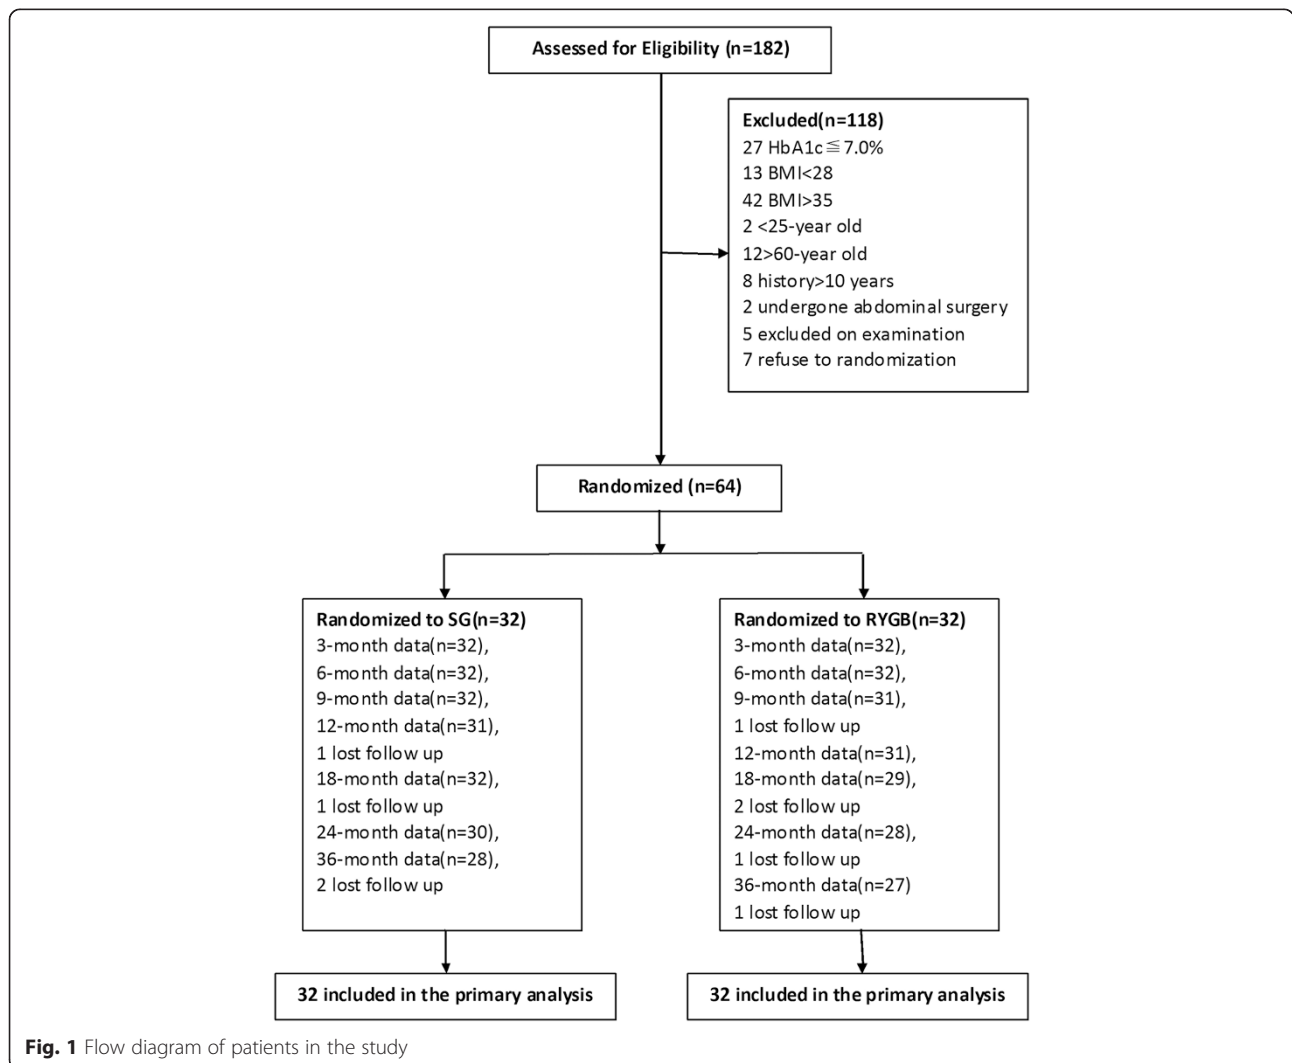 Assessed for Eligibility (n=182)
Excluded(n=118)
27 HbA1c≦7.0%
13 BMI<28
42 BMI>35
2 <25-year old
12>60-year old
8 history>10 years
2 undergone abdominal surgery
5 excluded on examination
7 refuse to randomization
Randomized (n=64)
Randomized to SG(n=32)
3-month data(n=32),
6-month data(n=32),
9-month data(n=32),
12-month data(n=31),
1 lost follow up
18-month data(n=32),
1 lost follow up
24-month data(n=30),
36-month data(n=28),
2 lost follow up
Randomized to RYGB(n=32)
3-month data(n=32),
6-month data(n=32),
9-month data(n=31),
1 lost follow up
12-month data(n=31),
18-month data(n=29),
2 lost follow up
24-month data(n=28),
1 lost follow up
36-month data(n=27)
1 lost follow up
32 included in the primary analysis
32 included in the primary analysis
Fig. 1 Flow diagram of patients in the study